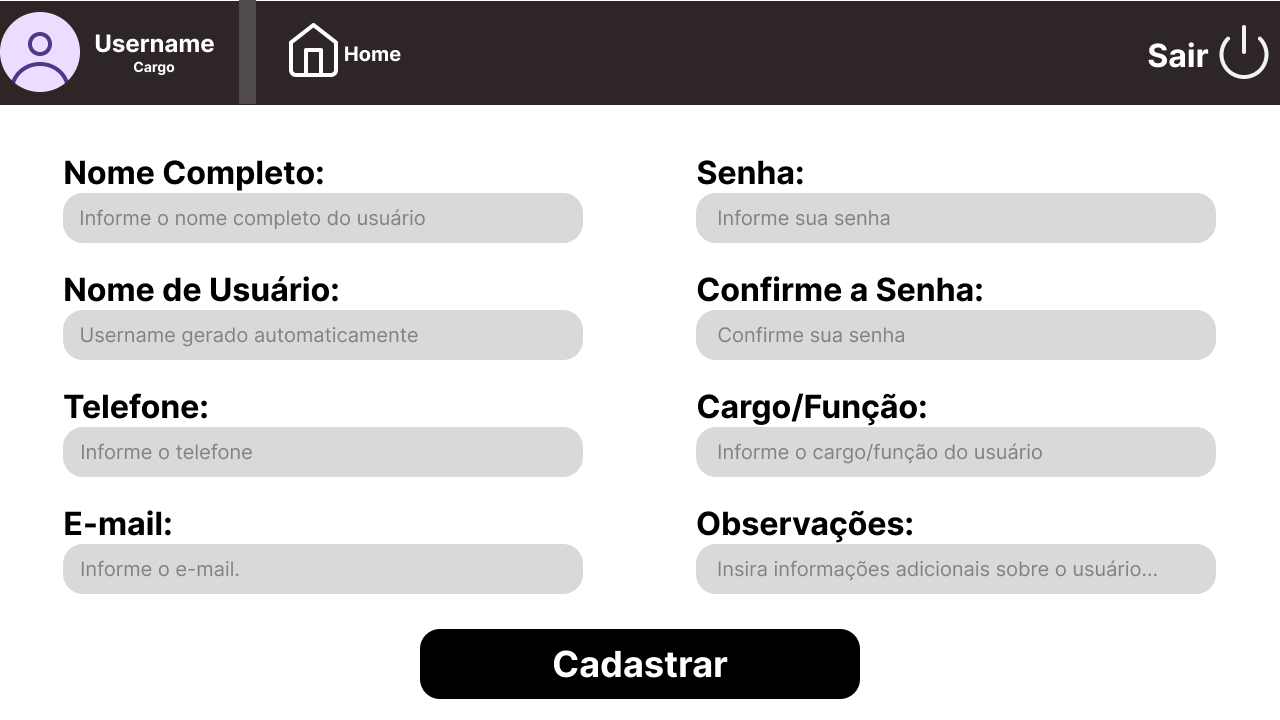 Username
Cargo
Home
Sair
Nome Completo:
Informe o nome completo do usuário
Nome de Usuário:
Username gerado automaticamente
Telefone:
Informe o telefone
E-mail:
Informe o e-mail.
Senha:
Informe sua senha
Confirme a Senha:
Confirme sua senha
Cargo/Função:
Informe o cargo/função do usuário
Observações:
Insira informações adicionais sobre o usuário...
Cadastrar